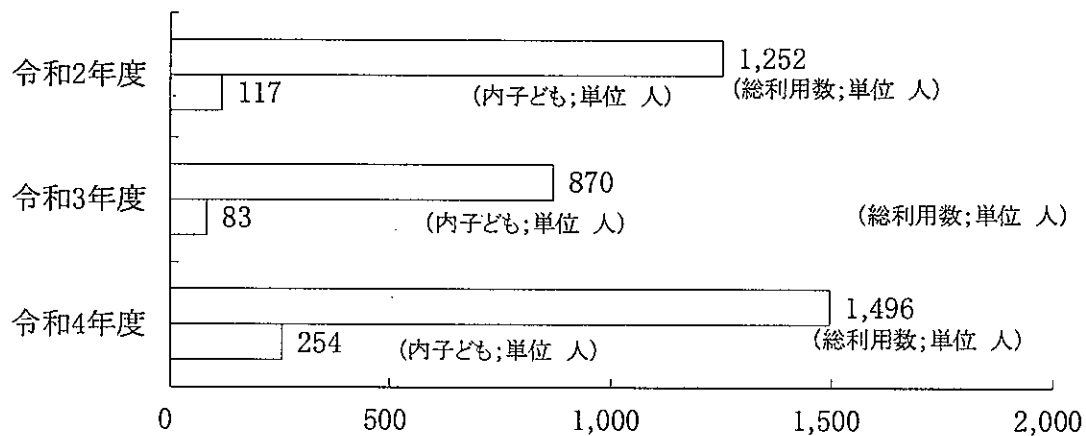 令和2年度
1,252
117
(内子ども;単位 人)
(総利用数;単位 人)
令和3年度
870
83
(内子ども;単位 人)
(総利用数;単位 人)
令和4年度
1,496
254
(内子ども;単位 人)
(総利用数;単位 人)
0 500 1,000 1,500 2,000